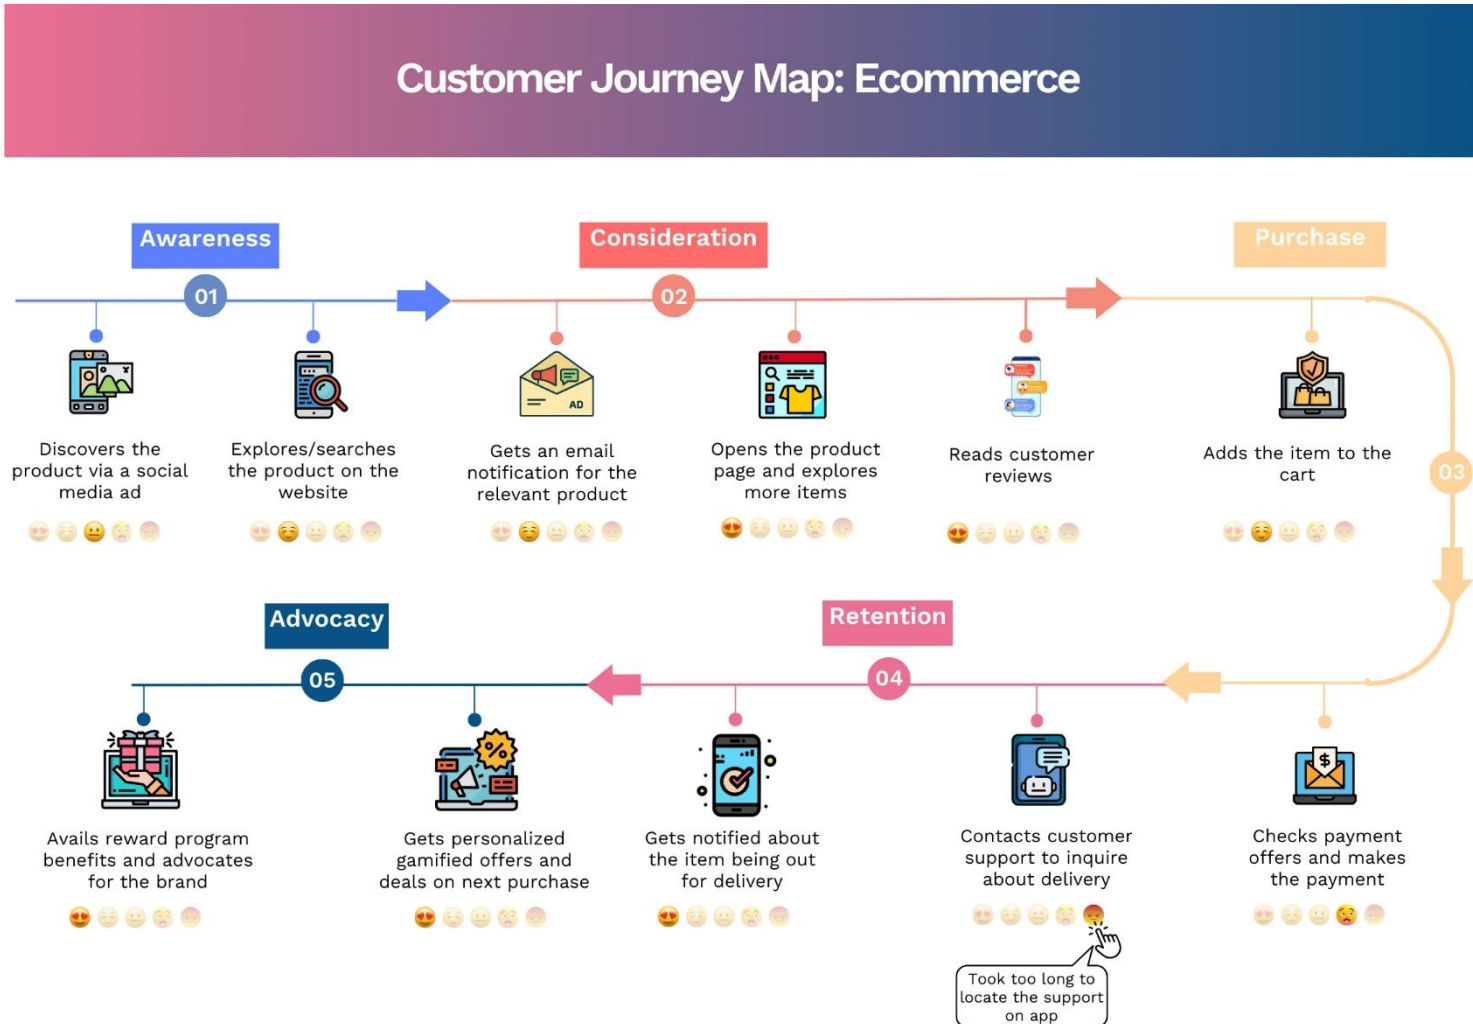 Customer Journey Map: Ecommerce
Awareness
Consideration
Purchase
01
02
03
Discovers the
product via a social
media ad
Explores/searches
the product on the
website
AD
Gets an email
notification for the
relevant product
Opens the product
page and explores
more items
Reads customer
reviews
Adds the item to the
cart
Advocacy
Retention
05
04
%
$
Avails reward program
benefits and advocates
for the brand
Gets personalized
gamified offers and
deals on next purchase
Gets notified about
the item being out
for delivery
Contacts customer
support to inquire
about delivery
Checks payment
offers and makes
the payment
Took too long to
locate the support
on app